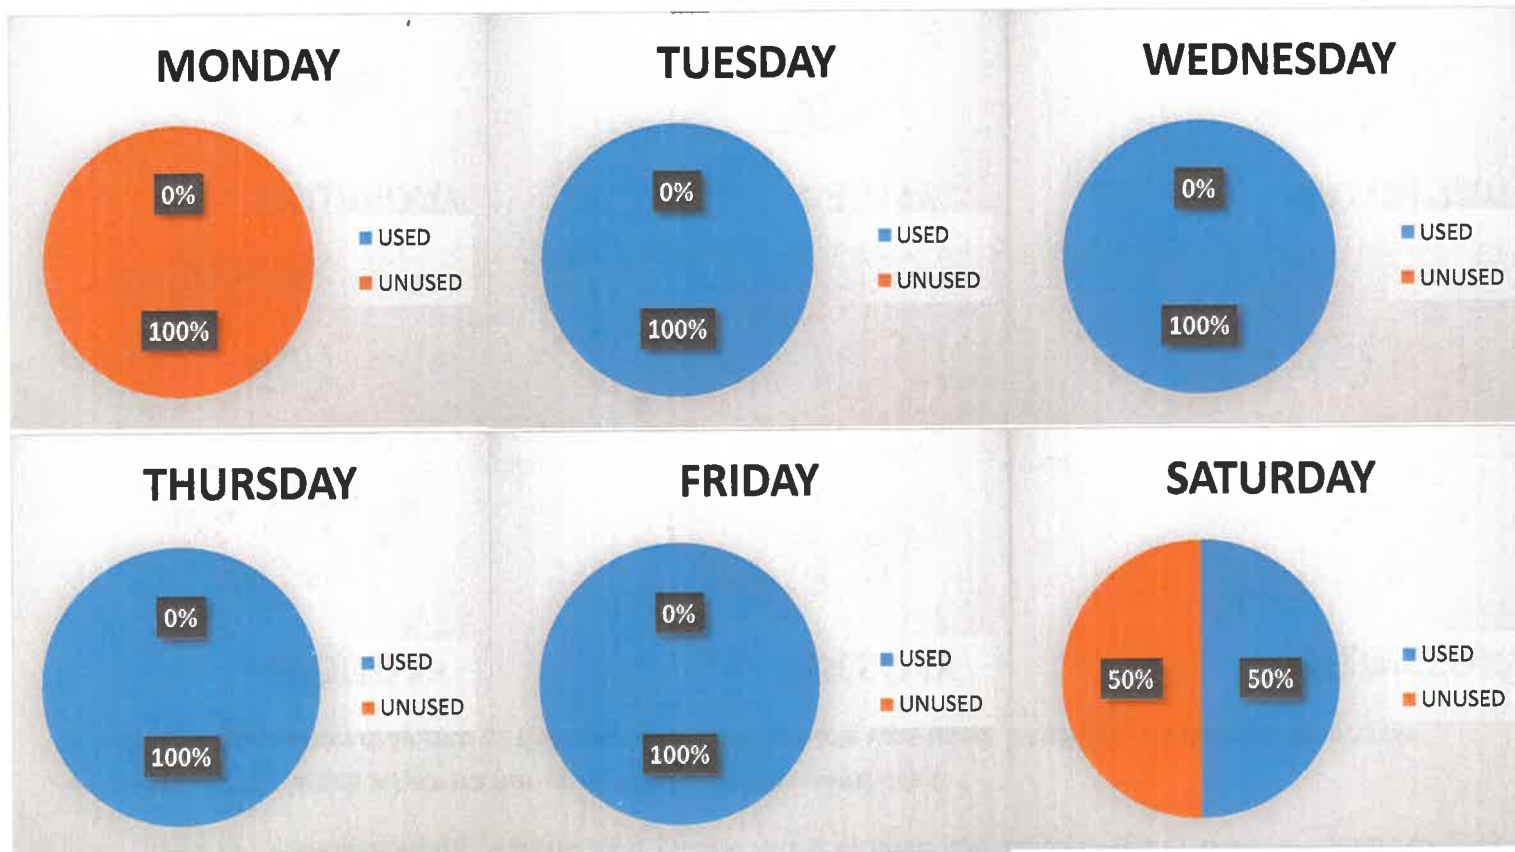 MONDAY
0%
100%
USED
UNUSED
TUESDAY
0%
100%
USED
UNUSED
WEDNESDAY
0%
100%
USED
UNUSED
THURSDAY
0%
100%
USED
UNUSED
FRIDAY
0%
100%
USED
UNUSED
SATURDAY
50%
50%
USED
UNUSED